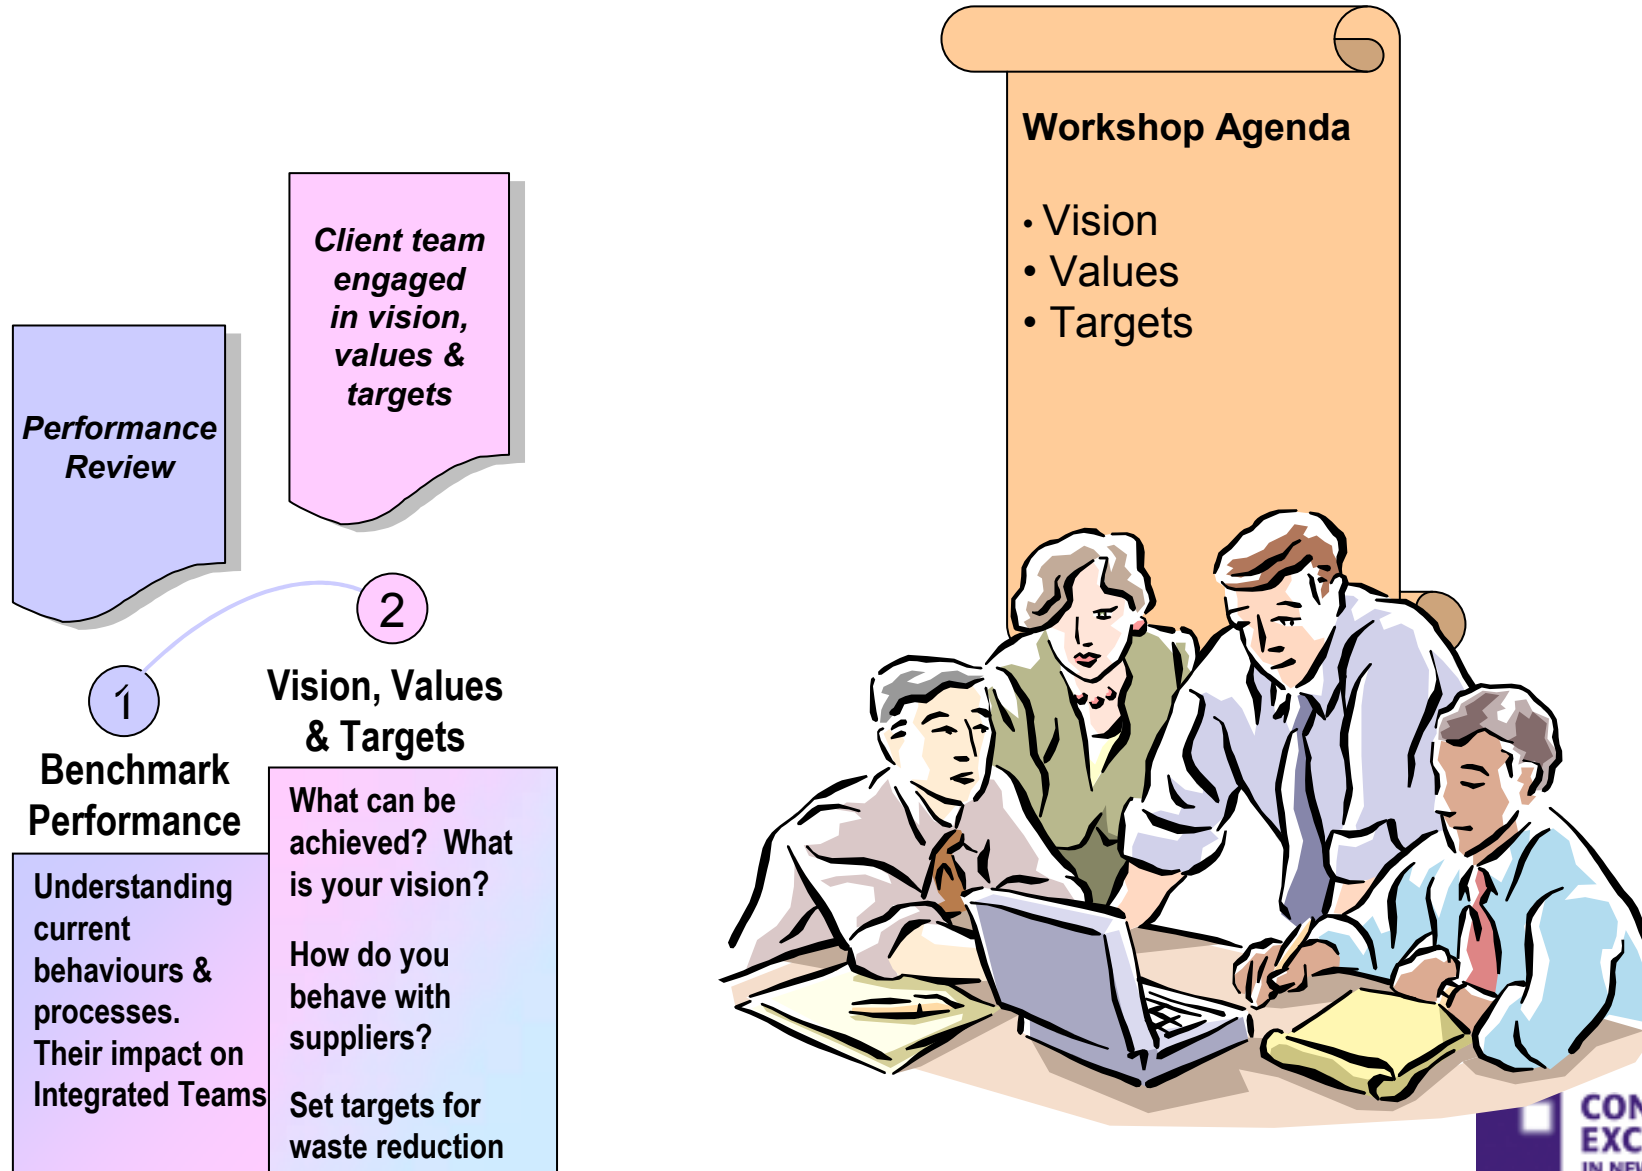 Workshop Agenda
• Vision
• Values
• Targets
Client team
engaged
in vision,
values &
targets
Performance
Review
2
1
Vision, Values
& Targets
Benchmark
Performance
What can be
achieved?  What
is your vision?
How do you
behave with
suppliers?
Set targets for
waste reduction
Understanding
current
behaviours &
processes.
Their impact on
Integrated Teams